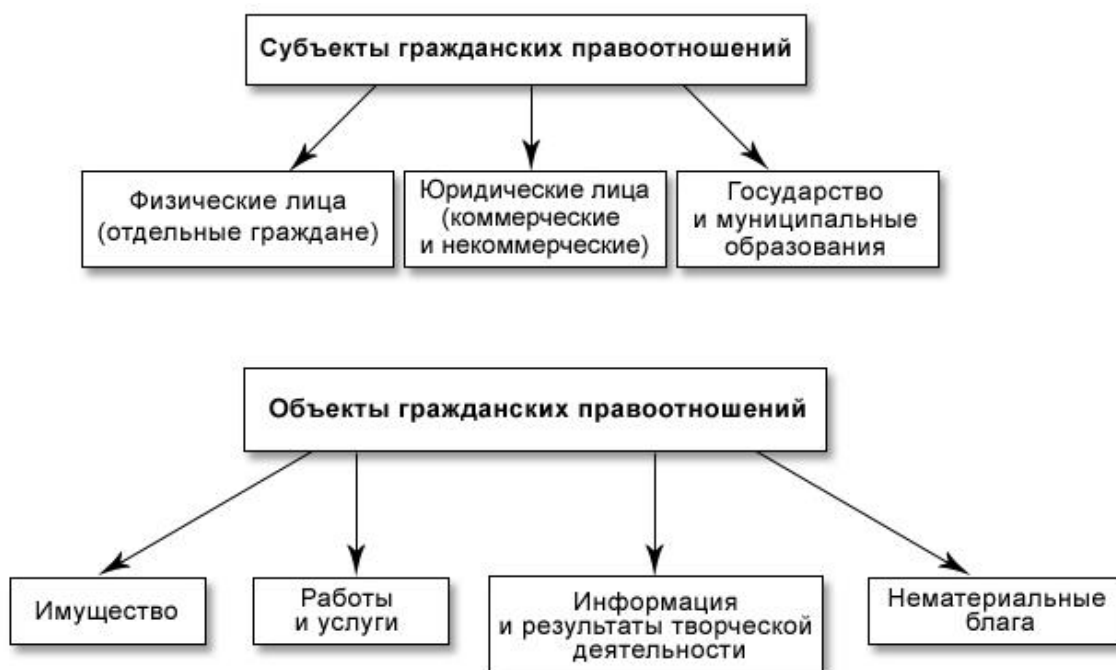 Субъекты гражданских правоотношений
Физические лица
(отдельные граждане)
Юридические лица
(коммерческие
и некоммерческие)
Государство
и муниципальные
образования
Объекты гражданских правоотношений
Имущество
Работы
и услуги
Информация
и результаты творческой
деятельности
Нематериальные
блага